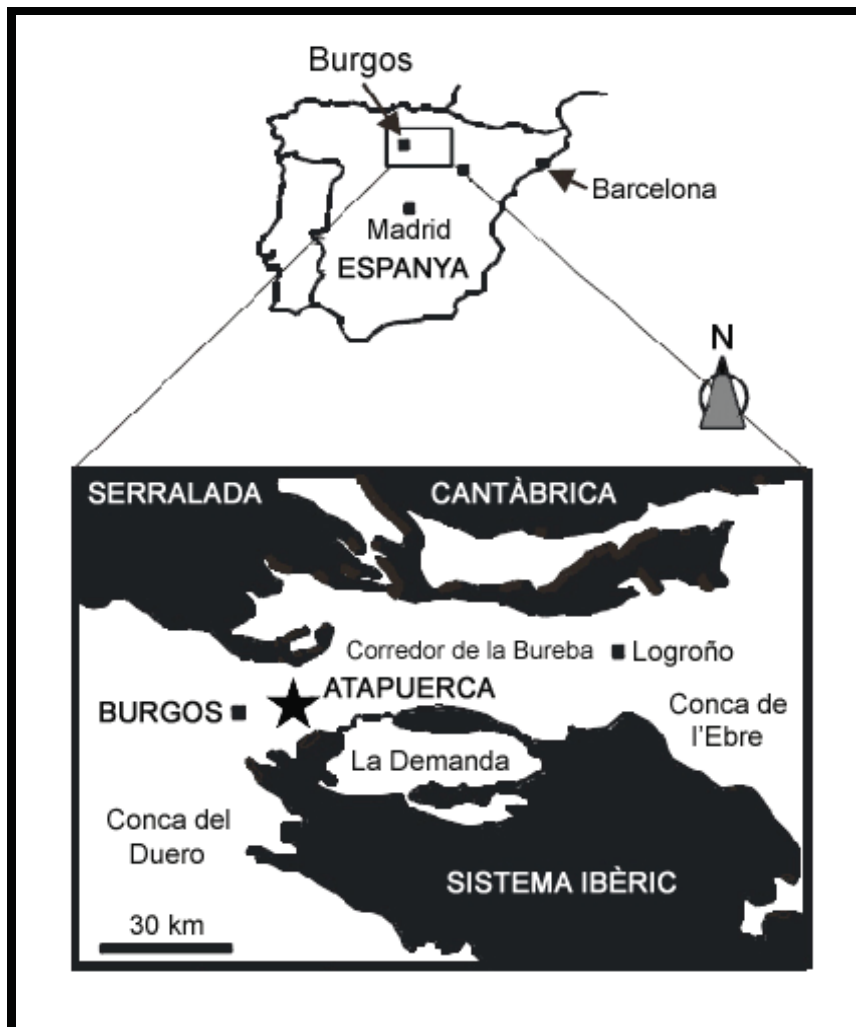 Burgos
Barcelona
Madrid
ESPANYA
N
SERRALADA
CANTÀBRICA
Corredor de la Bureba
Logroño
ATAPUERCA
BURGOS
Conca de
l'Ebre
La Demanda
Conca del
Duero
SISTEMA IBÈRIC
30 km